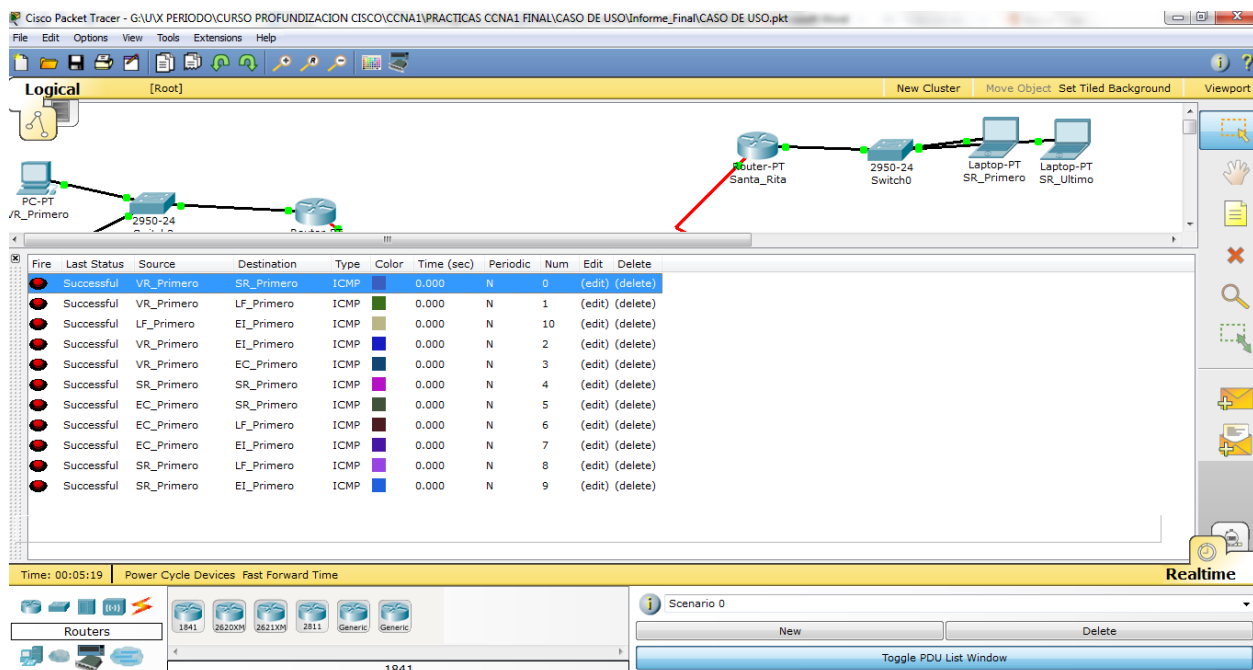 Cisco Packet Tracer - G:\U\X PERIODO\CURSO PROFUNDIZACION CISCO\CCNA1\PRACTICAS CCNA1 FINAL\CASO DE USO\Informe_Final\CASO DE USO.pkt
File Edit Options View Tools Extensions Help
Logical [Root] New Cluster Move Object Set Tiled Background Viewport
Router-PT
Santa_Rita
2950-24
Switch0
Laptop-PT
SR_Primero
Laptop-PT
SR_Ultimo
PC-PT
VR_Primero
2950-24
Fire Last Status Source Destination Type Color Time (sec) Periodic Num Edit Delete
Successful VR_Primero SR_Primero ICMP 0.000 N 0 (edit) (delete)
Successful VR_Primero LF_Primero ICMP 0.000 N 1 (edit) (delete)
Successful LF_Primero EI_Primero ICMP 0.000 N 10 (edit) (delete)
Successful VR_Primero EI_Primero ICMP 0.000 N 2 (edit) (delete)
Successful VR_Primero EC_Primero ICMP 0.000 N 3 (edit) (delete)
Successful SR_Primero SR_Primero ICMP 0.000 N 4 (edit) (delete)
Successful EC_Primero SR_Primero ICMP 0.000 N 5 (edit) (delete)
Successful EC_Primero LF_Primero ICMP 0.000 N 6 (edit) (delete)
Successful EC_Primero EI_Primero ICMP 0.000 N 7 (edit) (delete)
Successful SR_Primero LF_Primero ICMP 0.000 N 8 (edit) (delete)
Successful SR_Primero EI_Primero ICMP 0.000 N 9 (edit) (delete)
Time: 00:05:19 Power Cycle Devices Fast Forward Time Realtime
Routers
1841 2620XM 2621XM 2811 Generic Generic
1841
Scenario 0
New Delete
Toggle PDU List Window